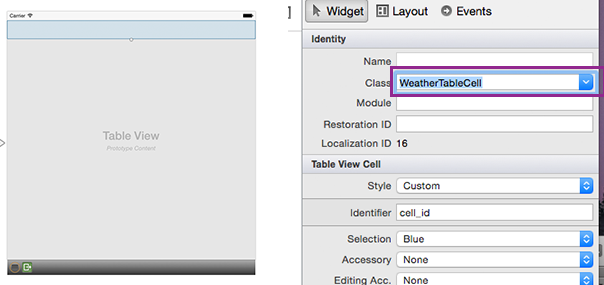 Carrier
Table View
Prototype Content
Widget Layout Events
Identity
Name
Class WeatherTableCell
Module
Restoration ID
Localization ID 16
Table View Cell
Style Custom
Identifier cell_id
Selection Blue
Accessory None
Editing Acc. None